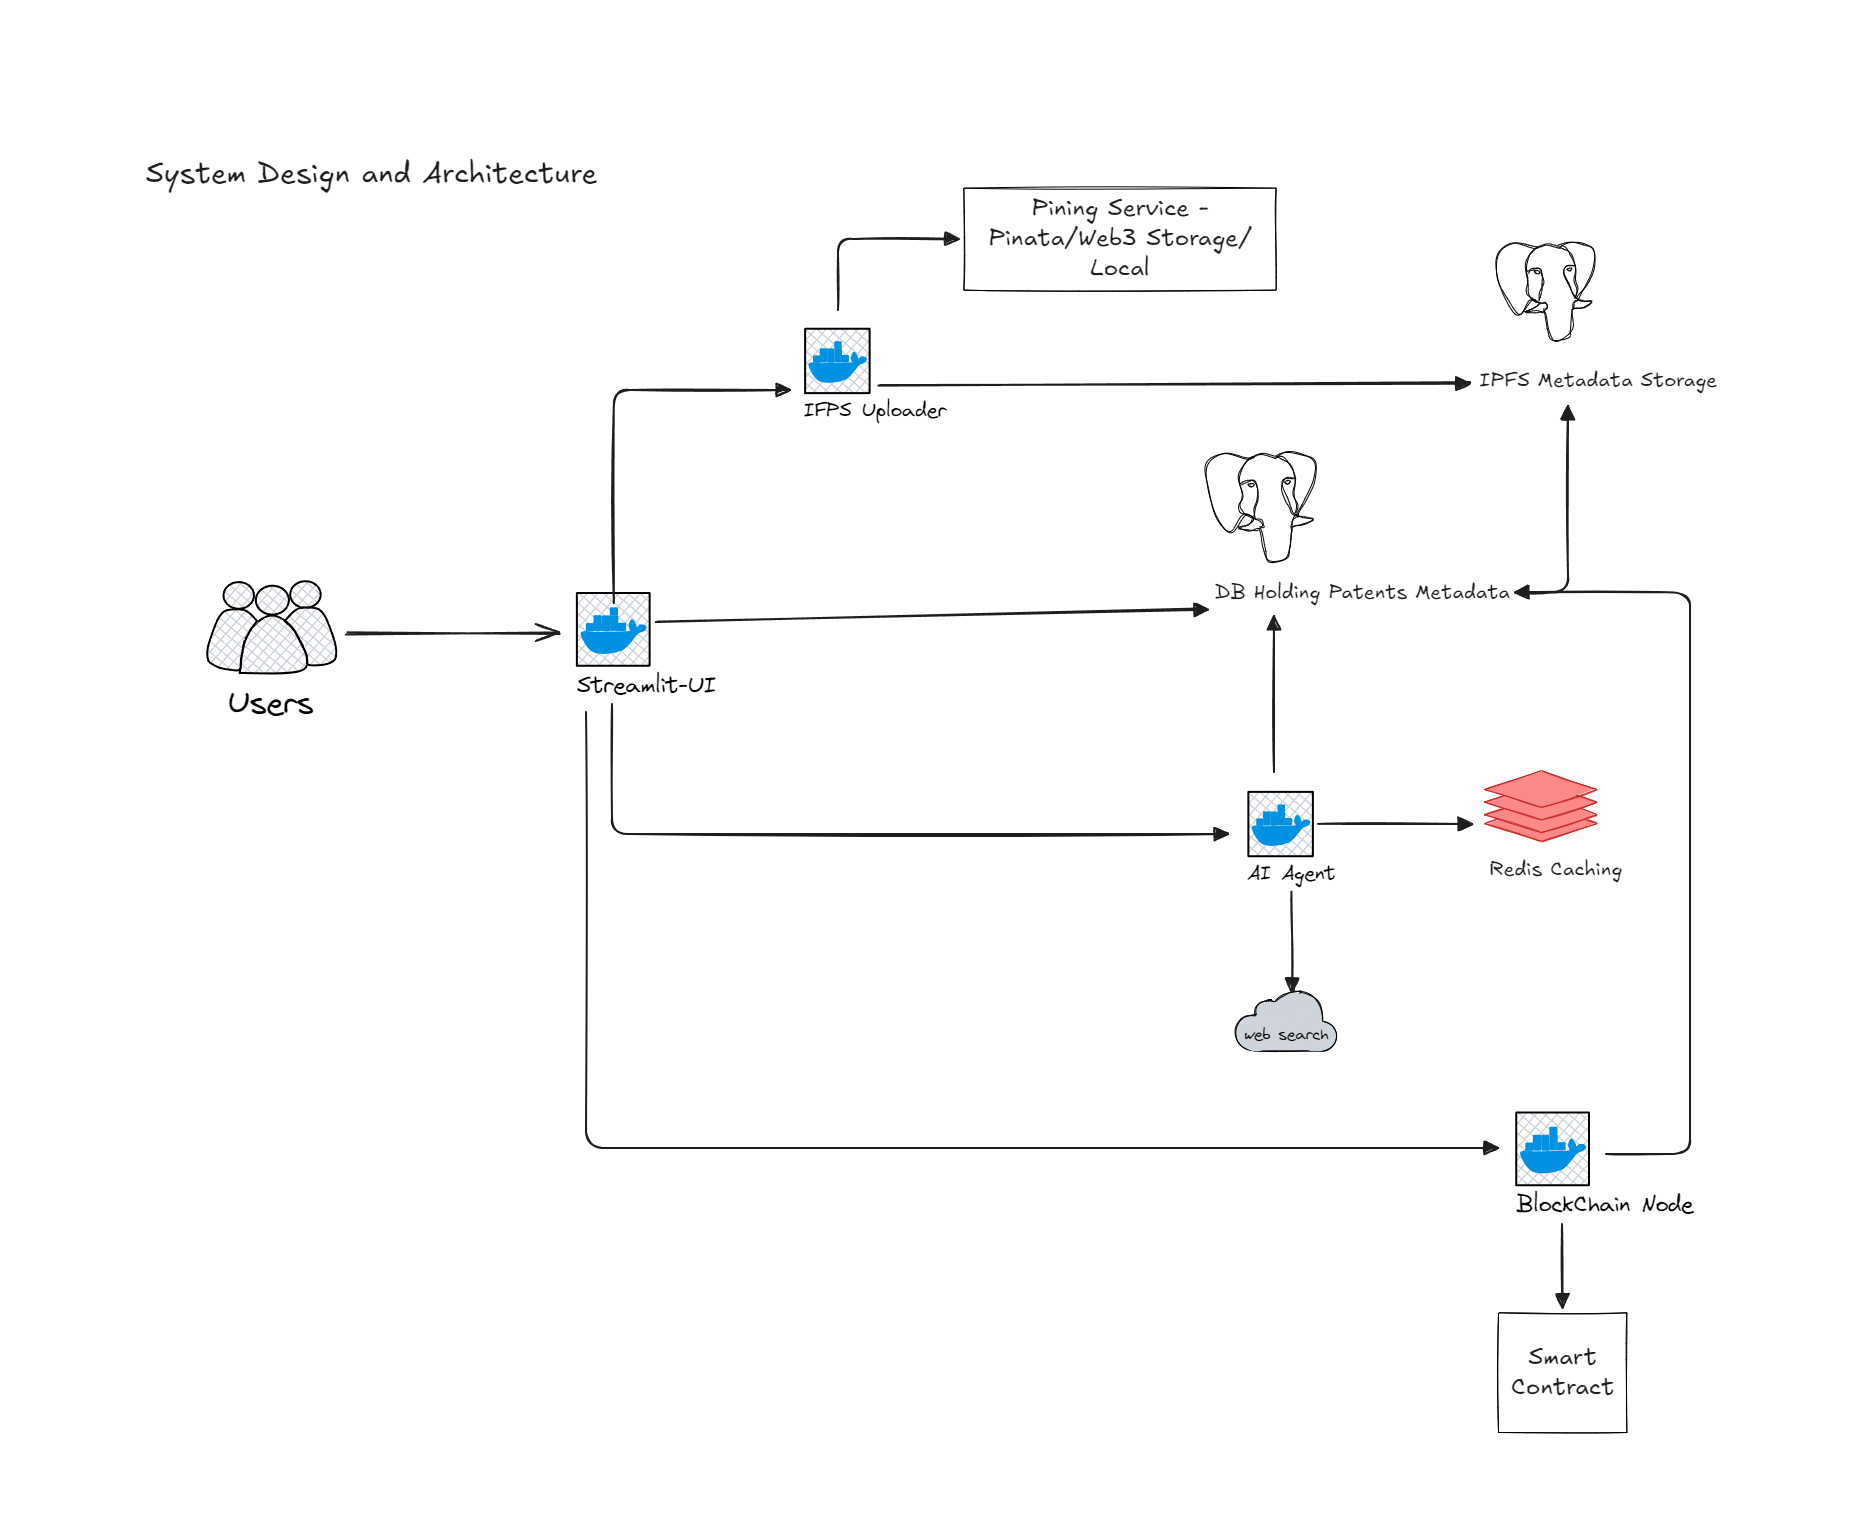 System Design and Architecture
Pining Service -
Pinata/Web3 Storage/
Local
IPFS Metadata Storage
IFPS Uploader
DB Holding Patents Metadata
Users
Streamlit-UI
AI Agent
Redis Caching
web search
BlockChain Node
Smart
Contract